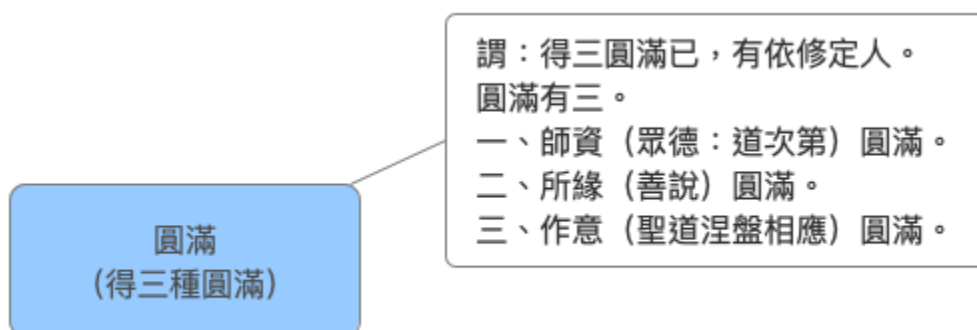 謂：得三圓滿已，有依修定人。
圓滿有三。
一、師資（眾德：道次第）圓滿。
二、所緣（善說）圓滿。
三、作意（聖道涅盤相應）圓滿。
圓滿
（得三種圓滿）